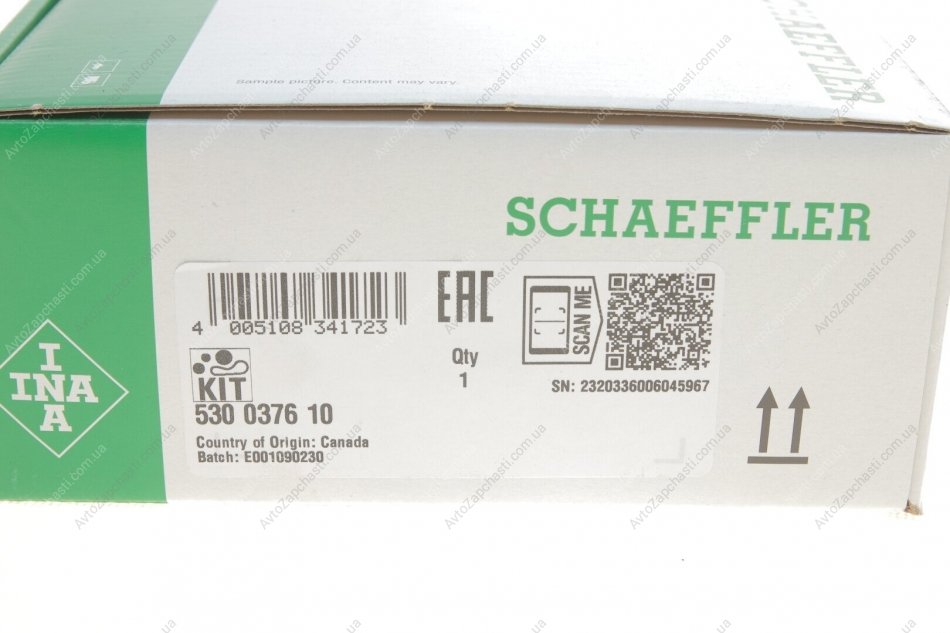 Sample picture. Content may vary.
SCHAEFFLER
SCHAEFFLER
4 005108 341723
EAC
Qty
1
SCAN ME
SN: 2320336006045967
KIT
530 0376 10
Country of Origin: Canada
Batch: E001090230
INA
INA
AvtoZapchasti.com.ua